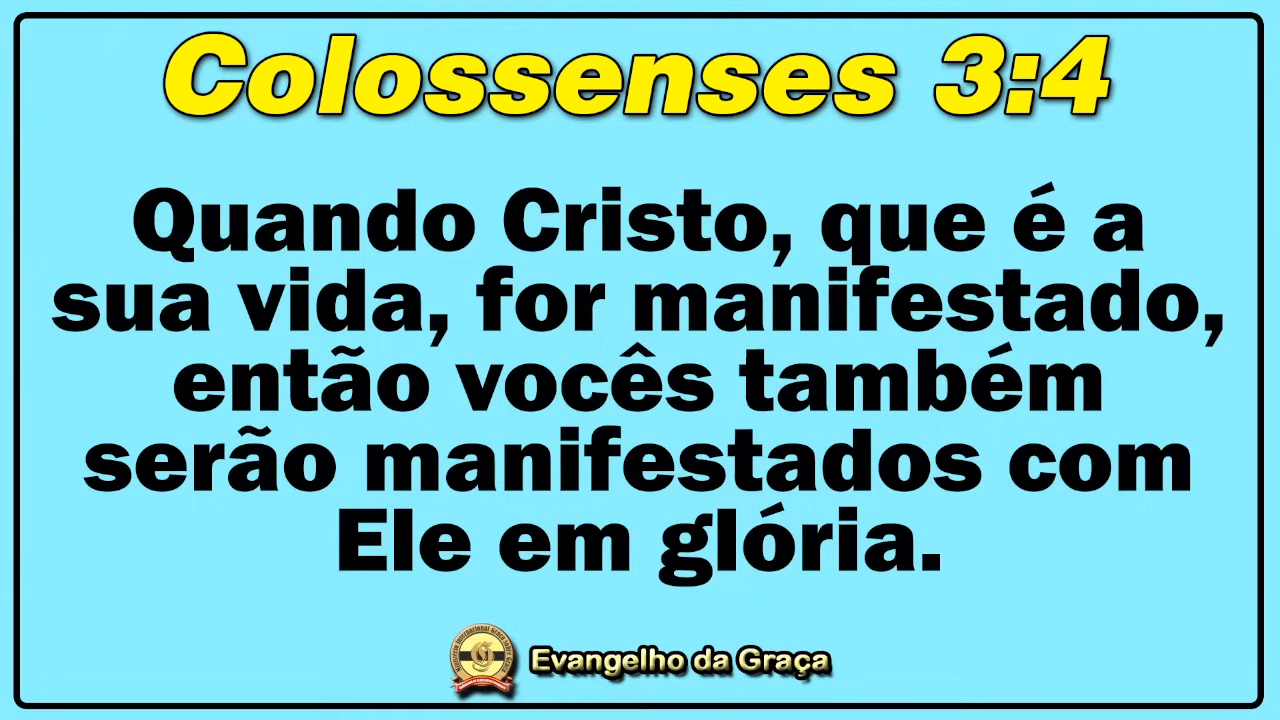 Colossenses 3:4
Quando Cristo, que é a
sua vida, for manifestado,
então vocês também
serão manifestados com
Ele em glória.
Evangelho da Graça